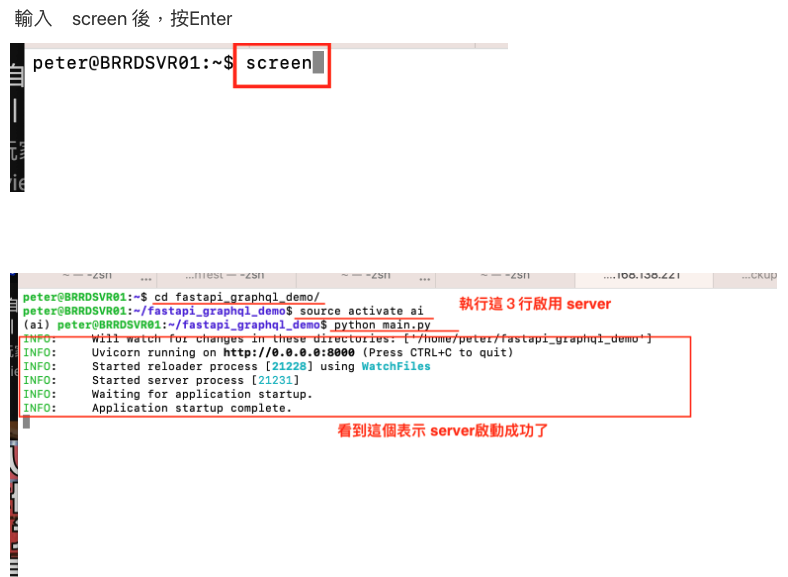 輸入 screen 後，按Enter
peter@BRRDSVR01:~$ screen
~ — -zsh ... — -zsh ~ — -zsh ... ~ — -zsh ....168.138.221 ...ckup
peter@BRRDSVR01:~$ cd fastapi_graphql_demo/
peter@BRRDSVR01:~/fastapi_graphql_demo$ source activate ai
執行這 3 行啟用 server
(ai) peter@BRRDSVR01:~/fastapi_graphql_demo$ python main.py
INFO: Will watch for changes in these directories: ['/home/peter/fastapi_graphql_demo']
INFO: Uvicorn running on http://0.0.0.0:8000 (Press CTRL+C to quit)
INFO: Started reloader process [21228] using WatchFiles
INFO: Started server process [21231]
INFO: Waiting for application startup.
INFO: Application startup complete.
看到這個表示 server啟動成功了